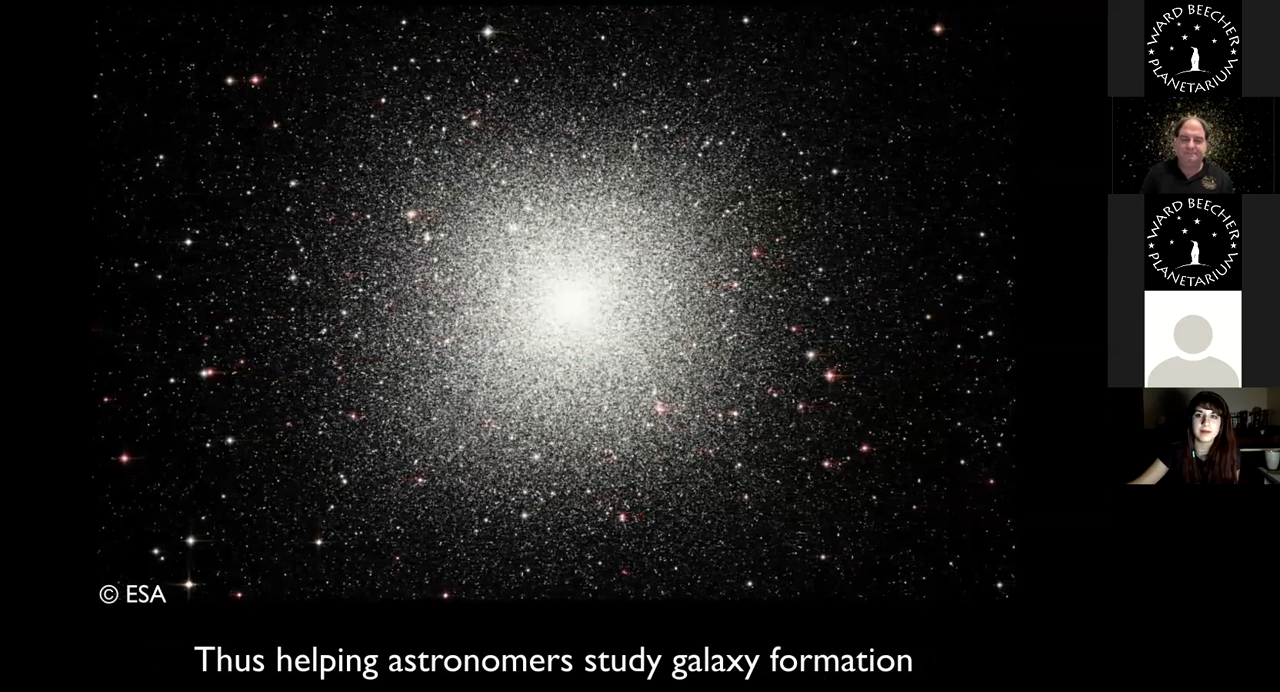 WARD BEECHER
PLANETARIUM
WARD BEECHER
PLANETARIUM
© ESA
Thus helping astronomers study galaxy formation